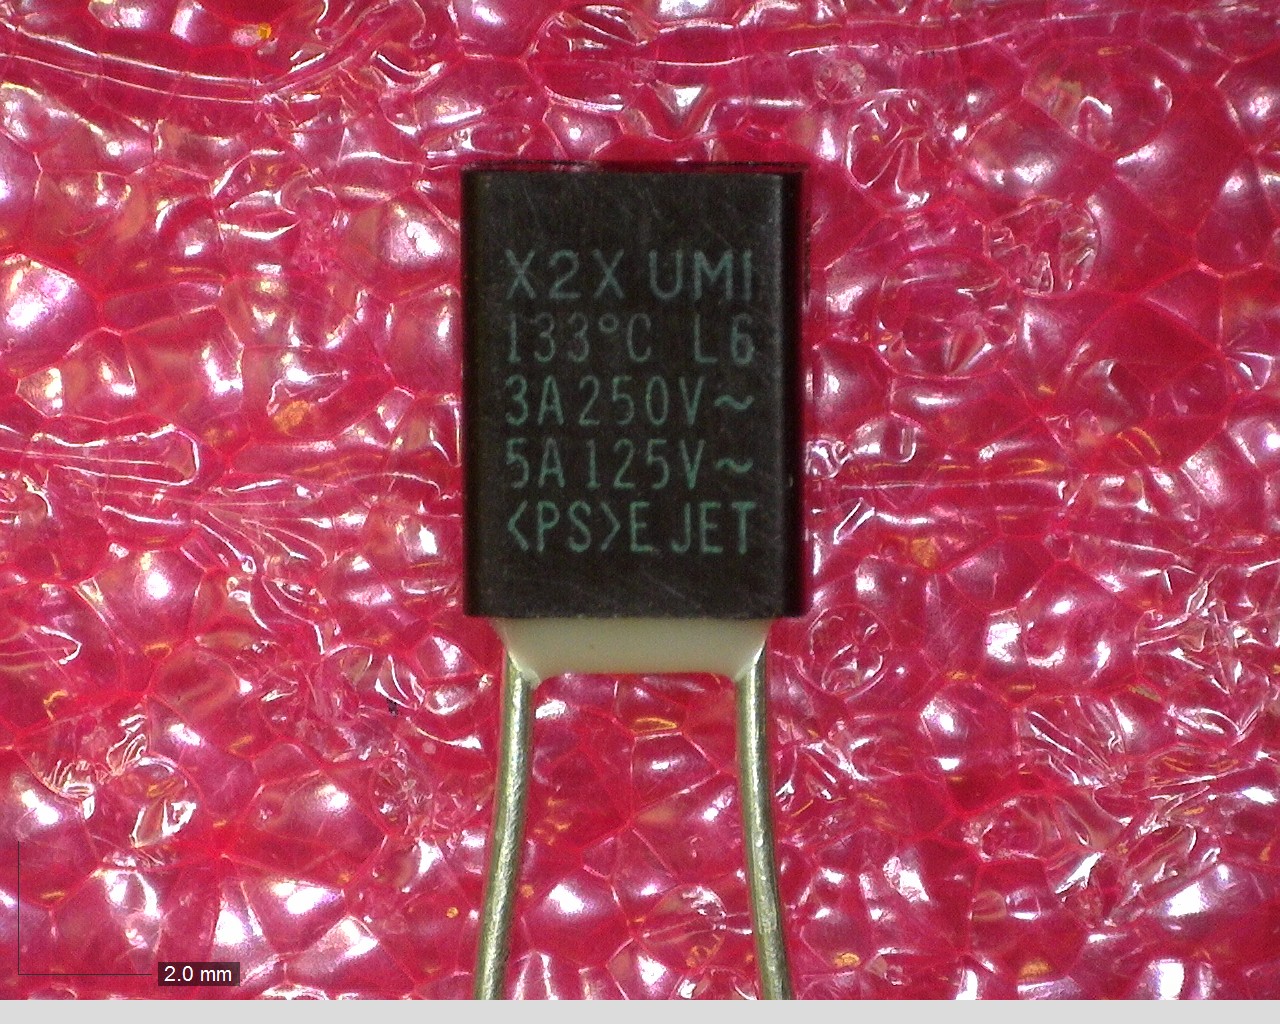 X2X UMI
133°C L6
3A250V~
5A125V~
<PS>E JET
2.0 mm